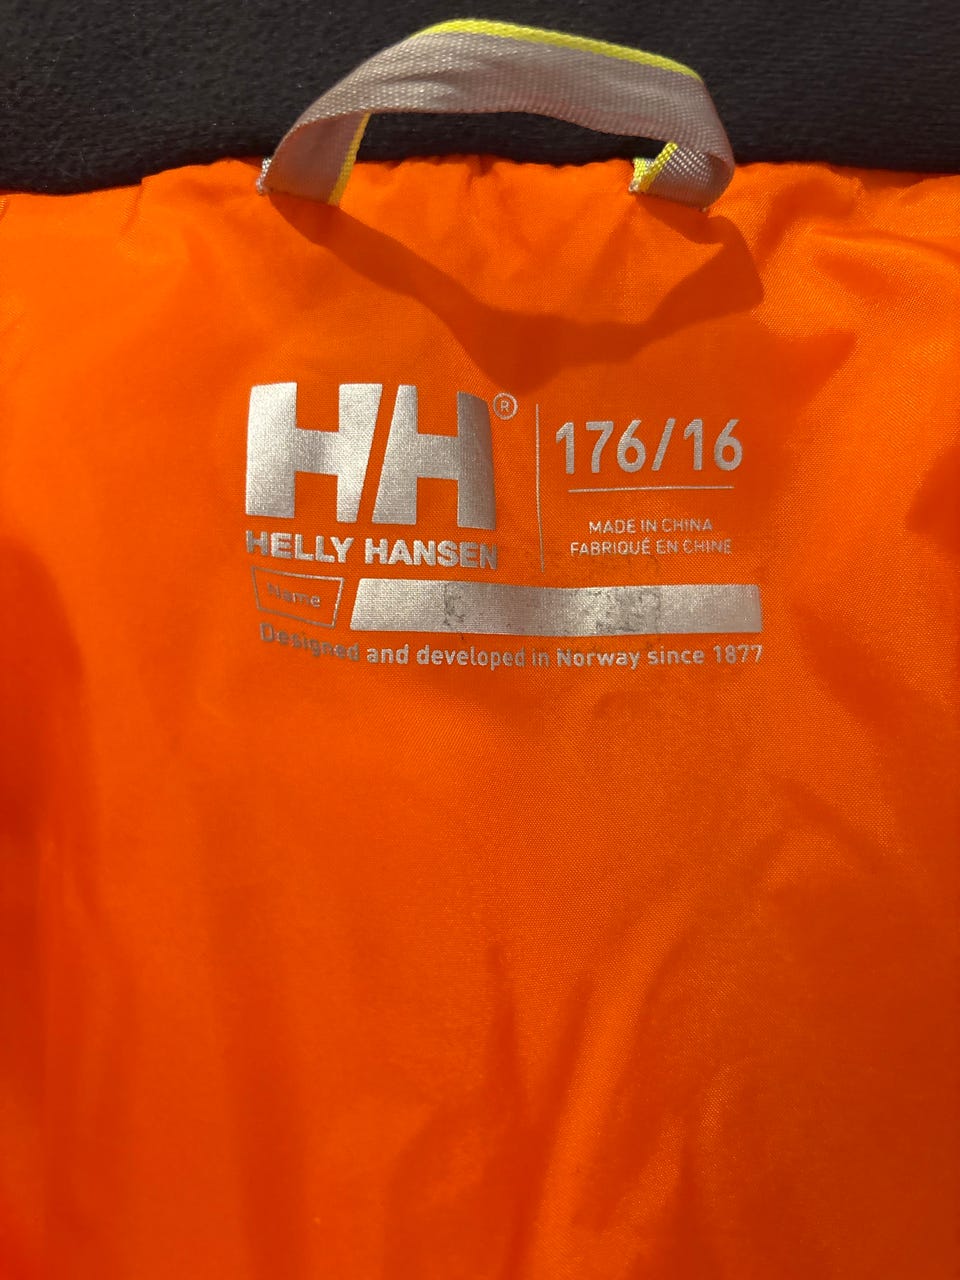 HH®
HELLY HANSEN
176/16
MADE IN CHINA
FABRIQUÉ EN CHINE
Name
Designed and developed in Norway since 1877